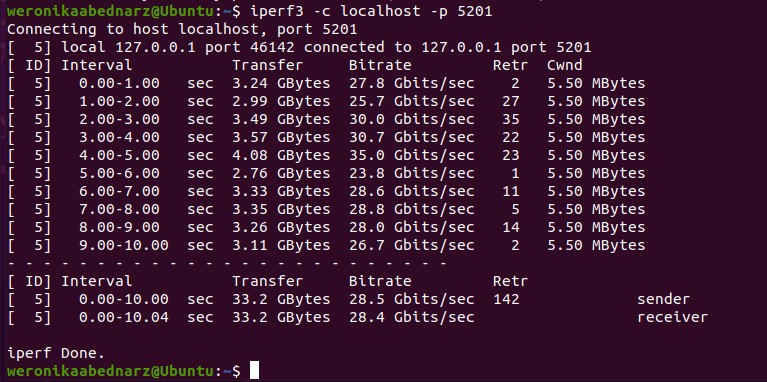 weronikaabednarz@Ubuntu:~$ iperf3 -c localhost -p 5201
Connecting to host localhost, port 5201
[  5] local 127.0.0.1 port 46142 connected to 127.0.0.1 port 5201
[ ID] Interval           Transfer     Bitrate         Retr  Cwnd
[  5]   0.00-1.00   sec  3.24 GBytes  27.8 Gbits/sec    2   5.50 MBytes
[  5]   1.00-2.00   sec  2.99 GBytes  25.7 Gbits/sec   27   5.50 MBytes
[  5]   2.00-3.00   sec  3.49 GBytes  30.0 Gbits/sec   35   5.50 MBytes
[  5]   3.00-4.00   sec  3.57 GBytes  30.7 Gbits/sec   22   5.50 MBytes
[  5]   4.00-5.00   sec  4.08 GBytes  35.0 Gbits/sec   23   5.50 MBytes
[  5]   5.00-6.00   sec  2.76 GBytes  23.8 Gbits/sec    1   5.50 MBytes
[  5]   6.00-7.00   sec  3.33 GBytes  28.6 Gbits/sec   11   5.50 MBytes
[  5]   7.00-8.00   sec  3.35 GBytes  28.8 Gbits/sec    5   5.50 MBytes
[  5]   8.00-9.00   sec  3.26 GBytes  28.0 Gbits/sec   14   5.50 MBytes
[  5]   9.00-10.00  sec  3.11 GBytes  26.7 Gbits/sec    2   5.50 MBytes
- - - - - - - - - - - - - - - - - - - - - - - - -
[ ID] Interval           Transfer     Bitrate         Retr
[  5]   0.00-10.00  sec  33.2 GBytes  28.5 Gbits/sec  142             sender
[  5]   0.00-10.04  sec  33.2 GBytes  28.4 Gbits/sec                  receiver
iperf Done.
weronikaabednarz@Ubuntu:~$